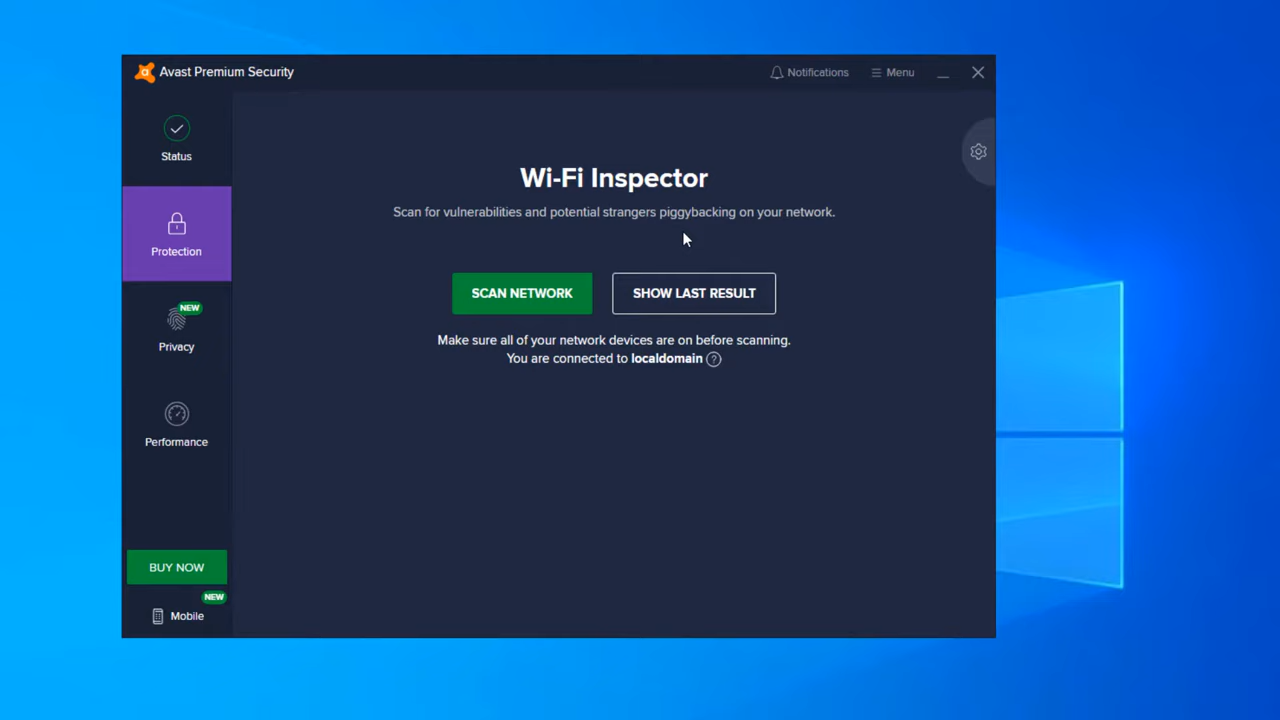 Avast Premium Security
Notifications
Menu
Status
Protection
NEW
Privacy
Performance
BUY NOW
NEW
Mobile
Wi-Fi Inspector
Scan for vulnerabilities and potential strangers piggybacking on your network.
SCAN NETWORK
SHOW LAST RESULT
Make sure all of your network devices are on before scanning.
You are connected to localdomain ?